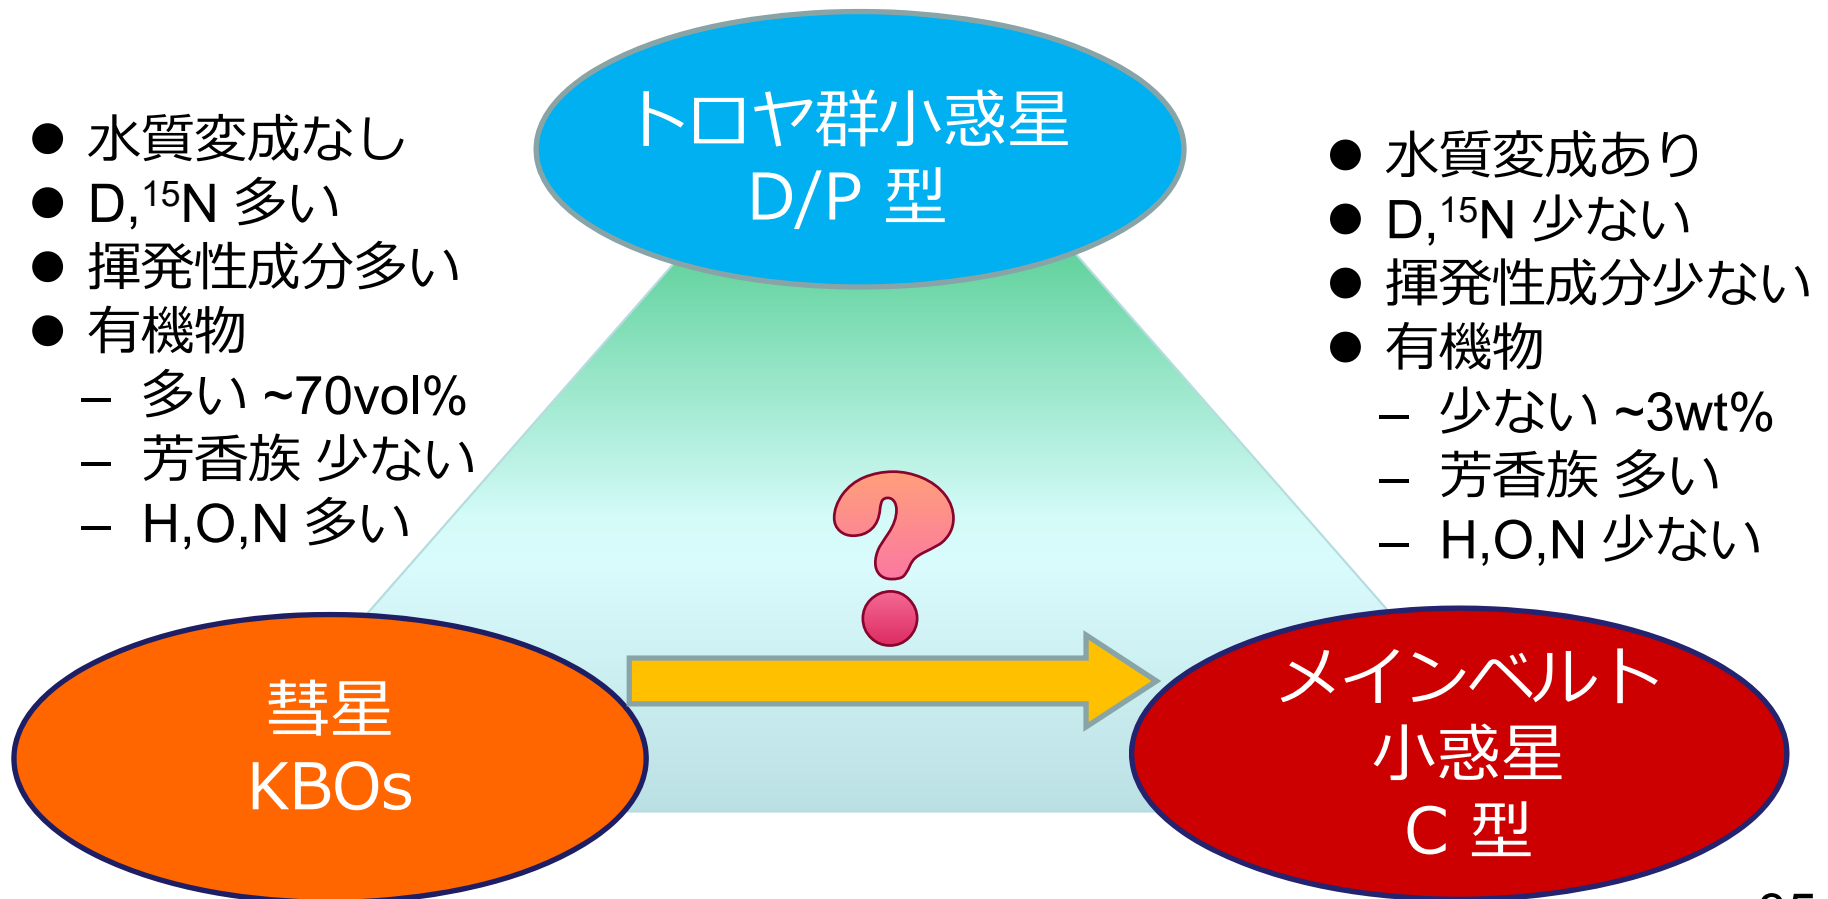 トロヤ群小惑星
D/P 型
● 水質変成なし
● D,¹⁵N 多い
● 揮発性成分多い
● 有機物
– 多い ~70vol%
– 芳香族 少ない
– H,O,N 多い
● 水質変成あり
● D,¹⁵N 少ない
● 揮発性成分少ない
● 有機物
– 少ない ~3wt%
– 芳香族 多い
– H,O,N 少ない
?
彗星
KBOs
メインベルト
小惑星
C 型